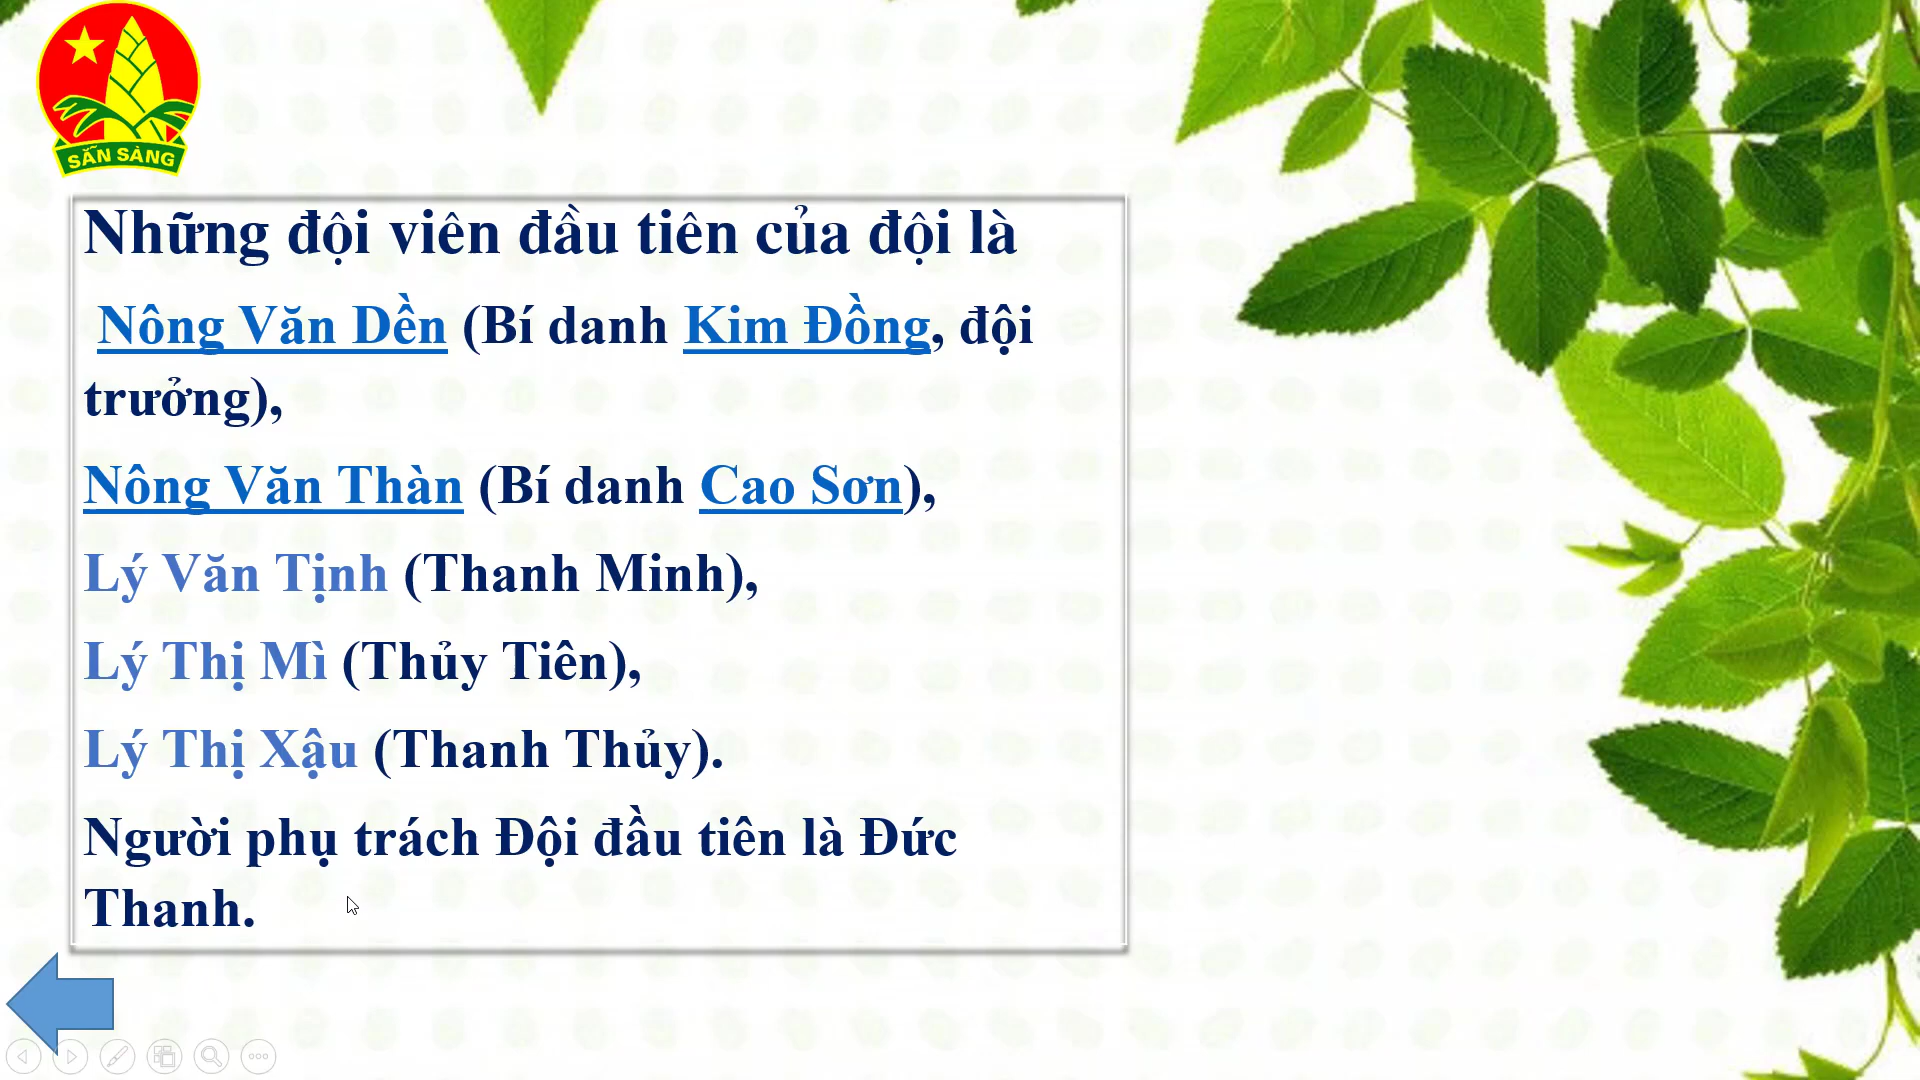 SẴN SÀNG
Những đội viên đầu tiên của đội là
Nông Văn Dền (Bí danh Kim Đồng, đội
trưởng),
Nông Văn Thàn (Bí danh Cao Sơn),
Lý Văn Tịnh (Thanh Minh),
Lý Thị Mì (Thủy Tiên),
Lý Thị Xậu (Thanh Thủy).
Người phụ trách Đội đầu tiên là Đức
Thanh.